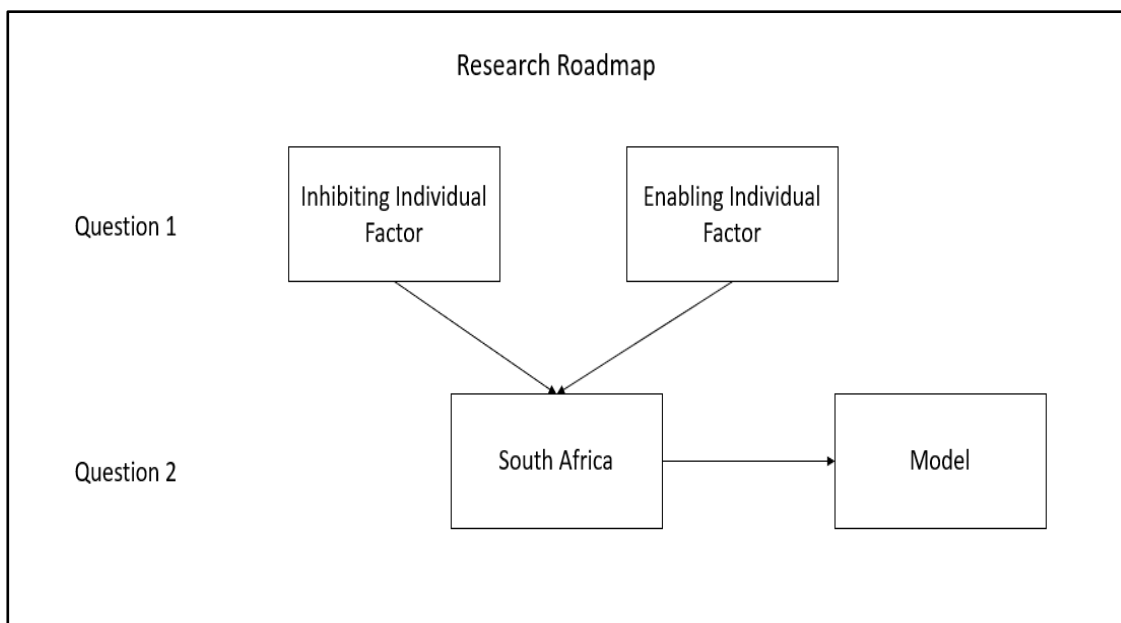 Research Roadmap
Question 1
Inhibiting Individual
Factor
Enabling Individual
Factor
Question 2
South Africa
Model